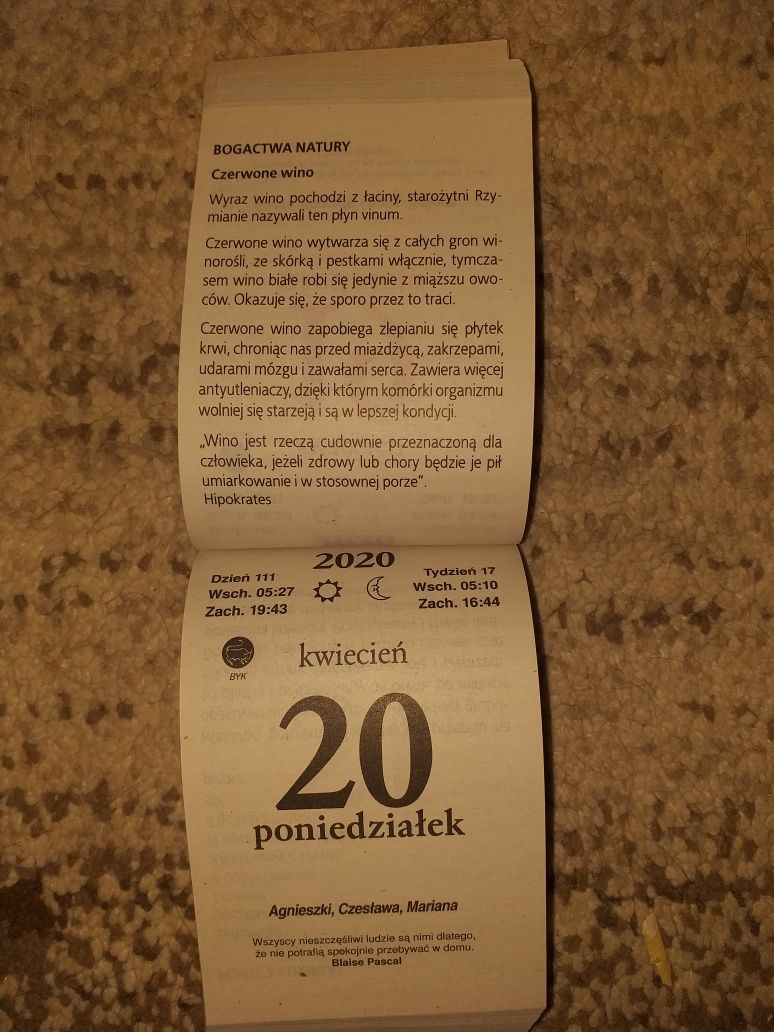 BOGACTWA NATURY
Czerwone wino
Wyraz wino pochodzi z łaciny, starożytni Rzy-
mianie nazywali ten płyn vinum.
Czerwone wino wytwarza się z całych gron wi-
norośli, ze skórką i pestkami włącznie, tymcza-
sem wino białe robi się jedynie z miąższu owo-
ców. Okazuje się, że sporo przez to traci.
Czerwone wino zapobiega zlepianiu się płytek
krwi, chroniąc nas przed miażdżycą, zakrzepami,
udarami mózgu i zawałami serca. Zawiera więcej
antyutleniaczy, dzięki którym komórki organizmu
wolniej się starzeją i są w lepszej kondycji.
„Wino jest rzeczą cudownie przeznaczoną dla
człowieka, jeżeli zdrowy lub chory będzie je pił
umiarkowanie i w stosownej porze”.
Hipokrates
2020
Dzień 111
Wsch. 05:27
Zach. 19:43
Tydzień 17
Wsch. 05:10
Zach. 16:44
BYK
kwiecień
20
poniedziałek
Agnieszki, Czesława, Mariana
Wszyscy nieszczęśliwi ludzie są nimi dlatego,
że nie potrafią spokojnie przebywać w domu.
Blaise Pascal